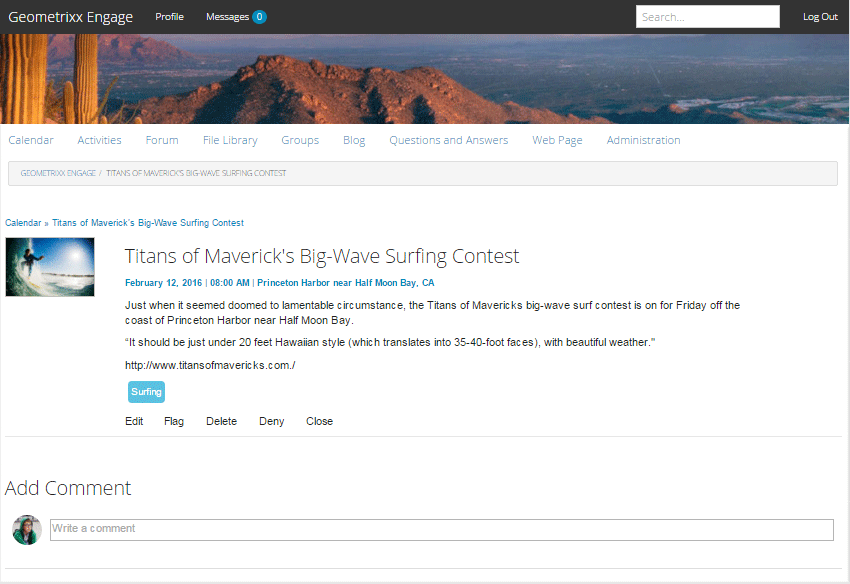 Geometrixx Engage Profile Messages 0 Search... Log Out
Calendar Activities Forum File Library Groups Blog Questions and Answers Web Page Administration
GEOMETRIXX ENGAGE / TITANS OF MAVERICK'S BIG-WAVE SURFING CONTEST
Calendar » Titans of Maverick's Big-Wave Surfing Contest
Titans of Maverick's Big-Wave Surfing Contest
February 12, 2016 | 08:00 AM | Princeton Harbor near Half Moon Bay, CA
Just when it seemed doomed to lamentable circumstance, the Titans of Mavericks big-wave surf contest is on for Friday off the
coast of Princeton Harbor near Half Moon Bay.
“It should be just under 20 feet Hawaiian style (which translates into 35-40-foot faces), with beautiful weather."
http://www.titansofmavericks.com./
Surfing
Edit Flag Delete Deny Close
Add Comment
Write a comment